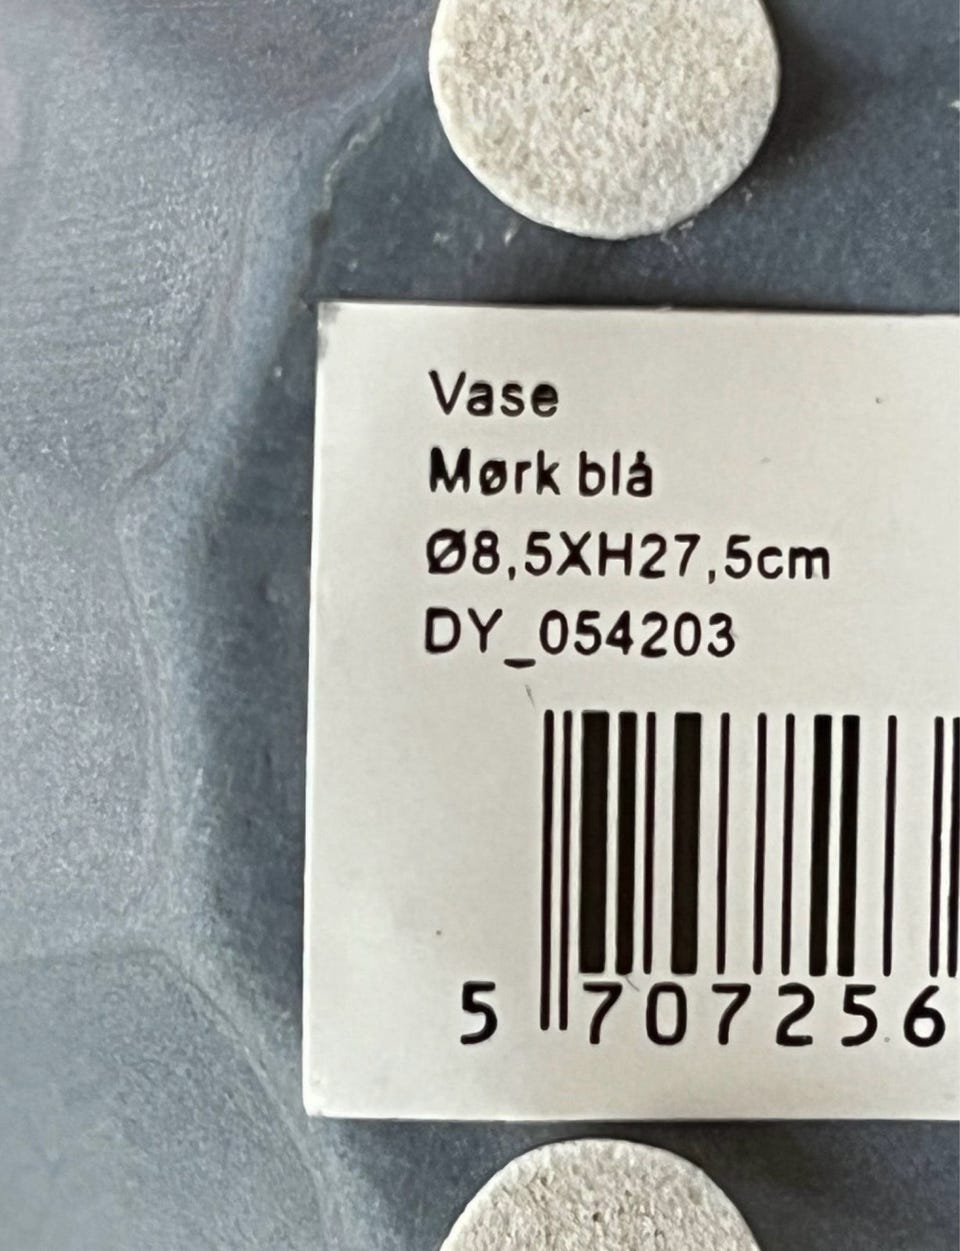 Vase
Mørk blå
Ø8,5XH27,5cm
DY_054203
5 707256